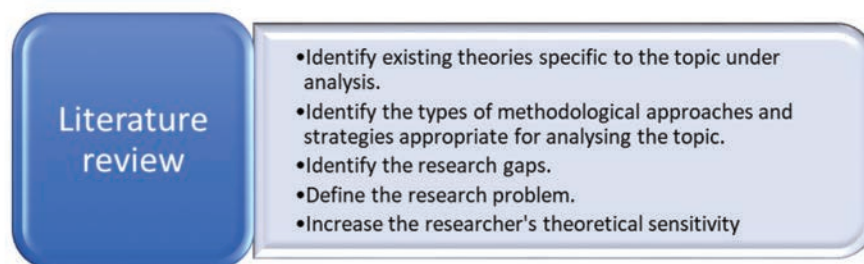 Literature
review
•Identify existing theories specific to the topic under
analysis.
•Identify the types of methodological approaches and
strategies appropriate for analysing the topic.
•Identify the research gaps.
•Define the research problem.
•Increase the researcher's theoretical sensitivity